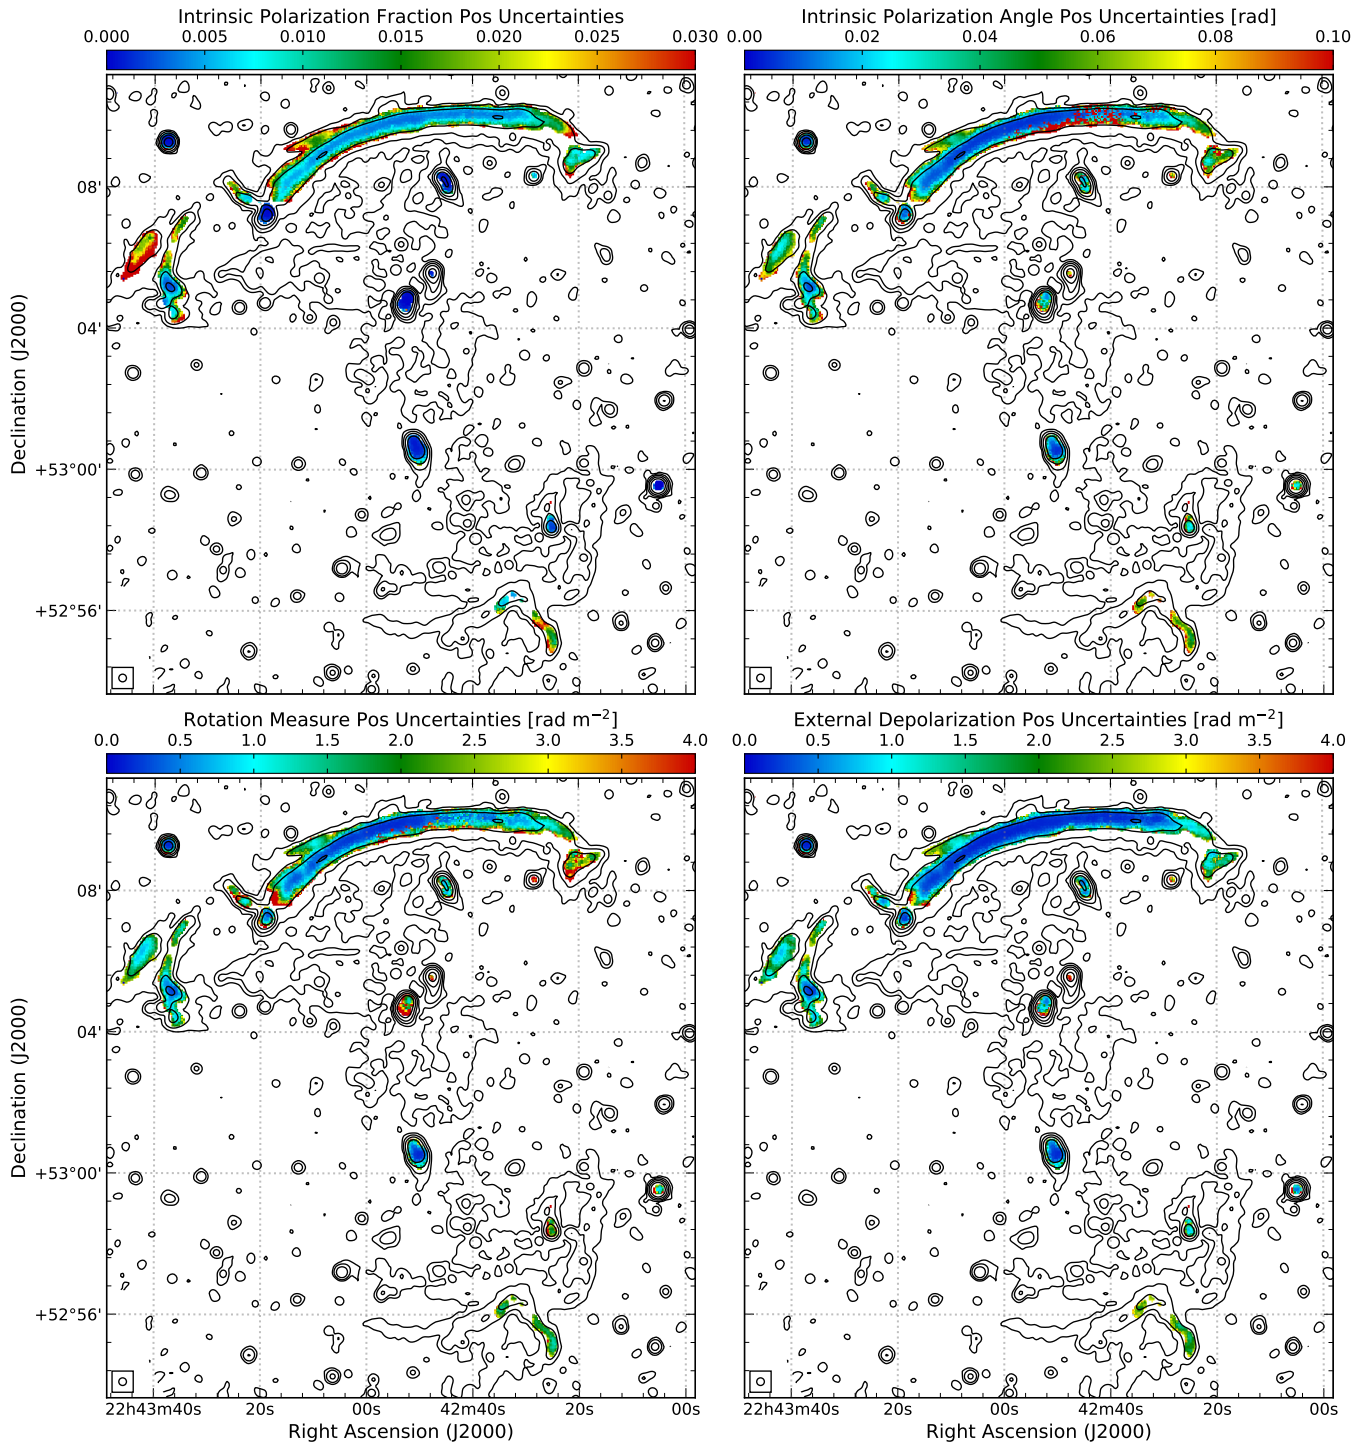 Intrinsic Polarization Fraction Pos Uncertainties
0.000 0.005 0.010 0.015 0.020 0.025 0.030
Intrinsic Polarization Angle Pos Uncertainties [rad]
0.00 0.02 0.04 0.06 0.08 0.10
Declination (J2000)
08'
04'
+53°00'
+52°56'
Rotation Measure Pos Uncertainties [rad m−2]
0.0 0.5 1.0 1.5 2.0 2.5 3.0 3.5 4.0
External Depolarization Pos Uncertainties [rad m−2]
0.0 0.5 1.0 1.5 2.0 2.5 3.0 3.5 4.0
Declination (J2000)
08'
04'
+53°00'
+52°56'
22h43m40s 20s 00s 42m40s 20s 00s
Right Ascension (J2000)
22h43m40s 20s 00s 42m40s 20s 00s
Right Ascension (J2000)